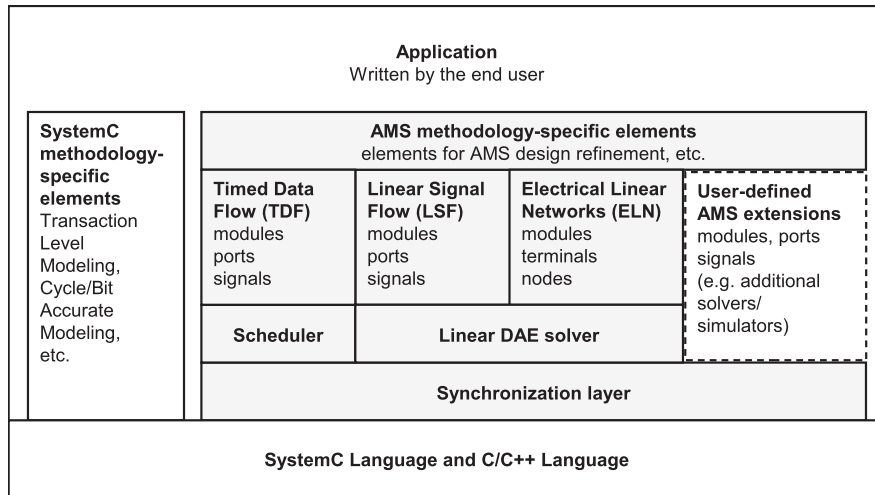 Application
Written by the end user
SystemC
methodology-
specific
elements
Transaction
Level
Modeling,
Cycle/Bit
Accurate
Modeling,
etc.
AMS methodology-specific elements
elements for AMS design refinement, etc.
Timed Data
Flow (TDF)
modules
ports
signals
Linear Signal
Flow (LSF)
modules
ports
signals
Electrical Linear
Networks (ELN)
modules
terminals
nodes
User-defined
AMS extensions
modules, ports
signals
(e.g. additional
solvers/
simulators)
Scheduler
Linear DAE solver
Synchronization layer
SystemC Language and C/C++ Language